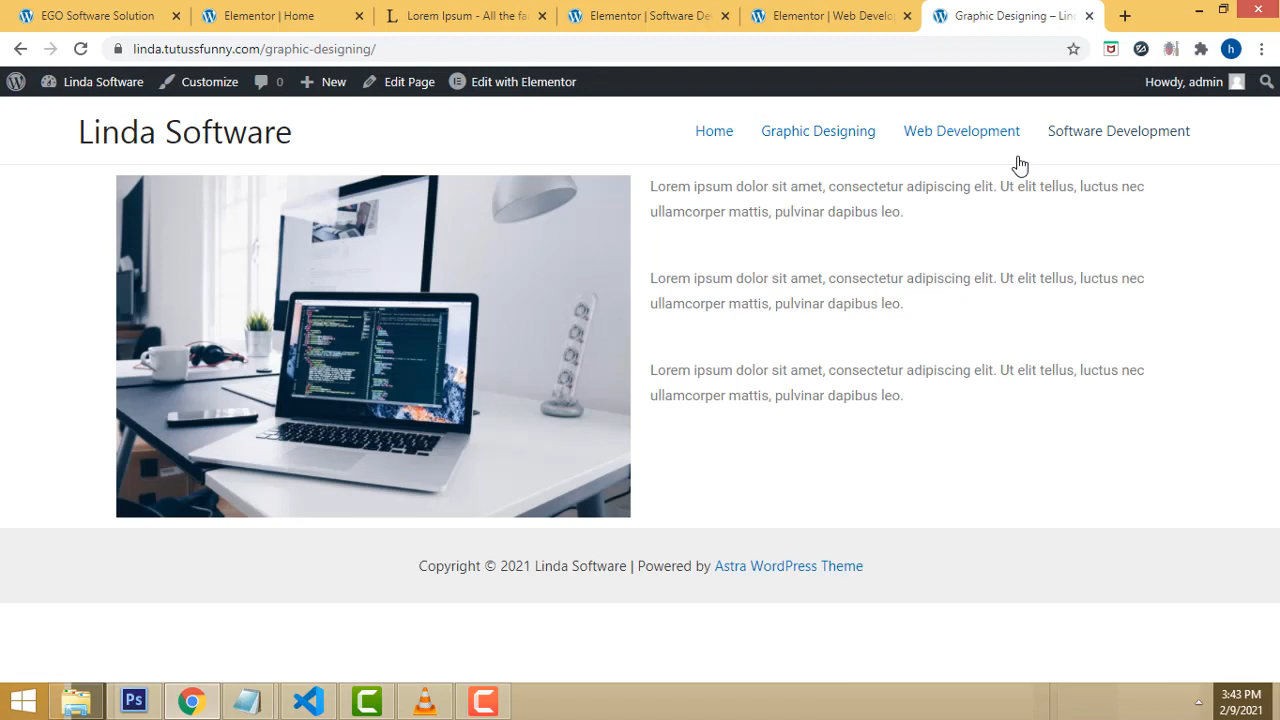 EGO Software Solution
Elementor | Home
Lorem Ipsum - All the fa
Elementor | Software De
Elementor | Web Develo
Graphic Designing – Lin
linda.tutussfunny.com/graphic-designing/
h
Linda Software
Customize
0
New
Edit Page
Edit with Elementor
Howdy, admin
Linda Software
Home
Graphic Designing
Web Development
Software Development
Lorem ipsum dolor sit amet, consectetur adipiscing elit. Ut elit tellus, luctus nec
ullamcorper mattis, pulvinar dapibus leo.
Lorem ipsum dolor sit amet, consectetur adipiscing elit. Ut elit tellus, luctus nec
ullamcorper mattis, pulvinar dapibus leo.
Lorem ipsum dolor sit amet, consectetur adipiscing elit. Ut elit tellus, luctus nec
ullamcorper mattis, pulvinar dapibus leo.
Copyright © 2021 Linda Software | Powered by Astra WordPress Theme
Ps
3:43 PM
2/9/2021